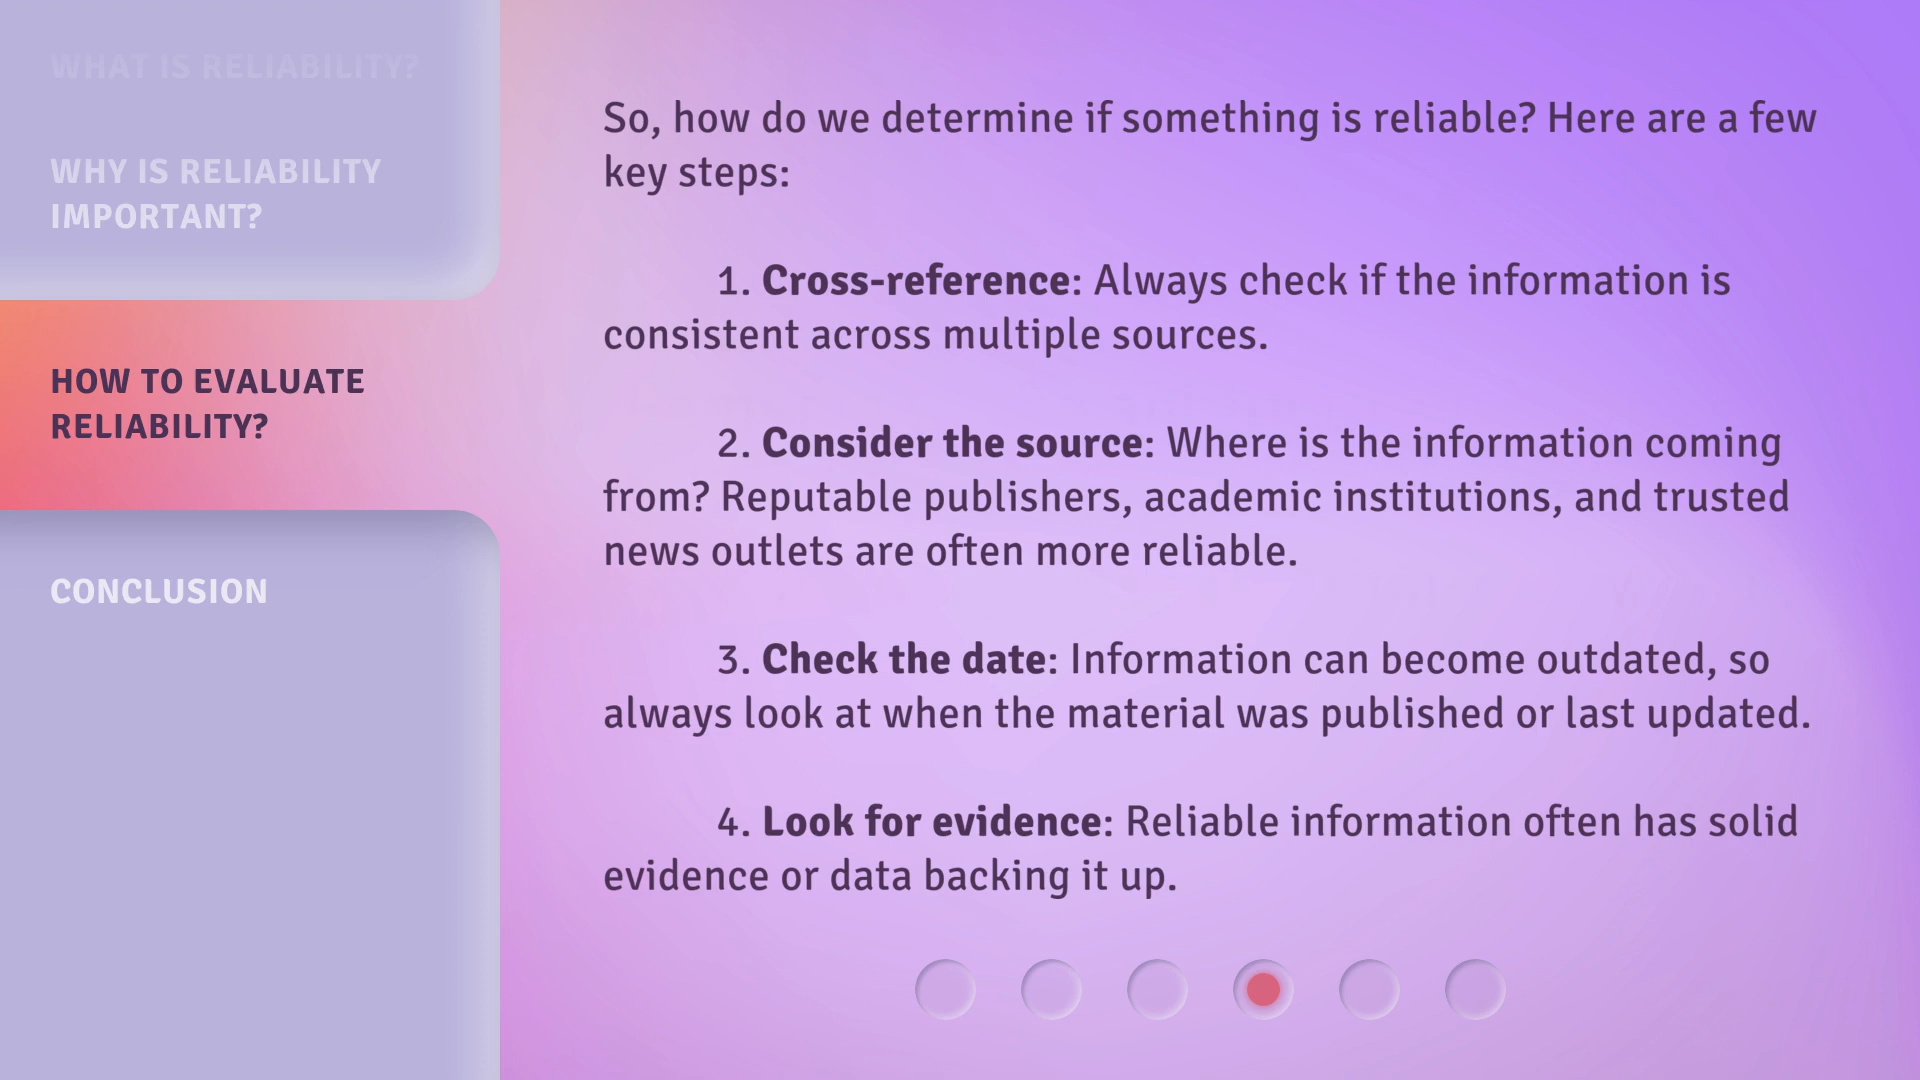 WHAT IS RELIABILITY?
WHY IS RELIABILITY
IMPORTANT?
HOW TO EVALUATE
RELIABILITY?
CONCLUSION
So, how do we determine if something is reliable? Here are a few
key steps:
1. Cross-reference: Always check if the information is
consistent across multiple sources.
2. Consider the source: Where is the information coming
from? Reputable publishers, academic institutions, and trusted
news outlets are often more reliable.
3. Check the date: Information can become outdated, so
always look at when the material was published or last updated.
4. Look for evidence: Reliable information often has solid
evidence or data backing it up.